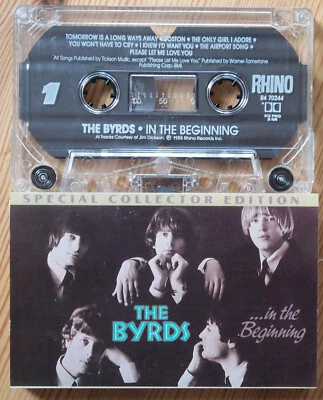 TOMORROW IS A LONG WAYS AWAY • BOSTON • THE ONLY GIRL I ADORE •
YOU WON'T HAVE TO CRY • I KNEW I'D WANT YOU • THE AIRPORT SONG •
PLEASE LET ME LOVE YOU
All Songs Published by Tickson Music, except "Please Let Me Love You" by Warner-Tamerlane
Publishing Corp.-BMI
1
RHINO
R4 70244
100
50
THE BYRDS • IN THE BEGINNING
All Tracks Courtesy of Jim Dickson. ℗ 1988 Rhino Records Inc.
SPECIAL COLLECTOR EDITION
THE
BYRDS
...in the
Beginning